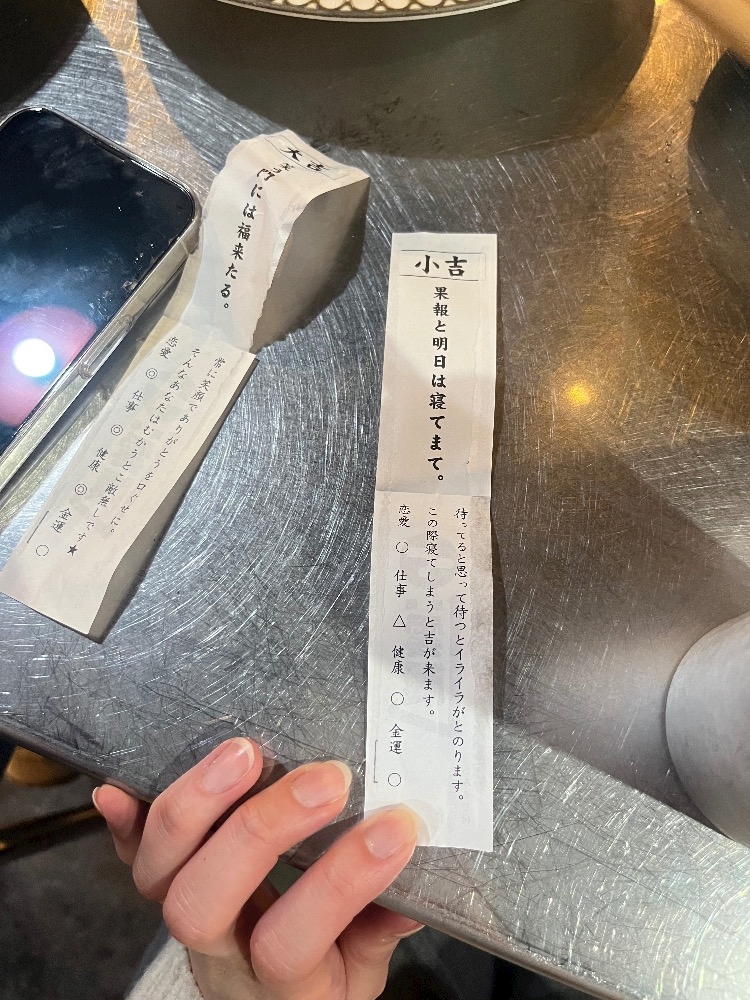 小吉
果報と明日は寝てまて。
待ってると思って待つとイライラがとのります。
この際寝てしまうと吉が来ます。
恋愛 ○ 仕事 △ 健康 ○ 金運 ○
大吉
門には福来たる。
常に笑顔でありがとうを口ぐせに。
そんなあなたはむかうとこ敵無しです★
恋愛 ◎ 仕事 ◎ 健康 ◎ 金運 ○